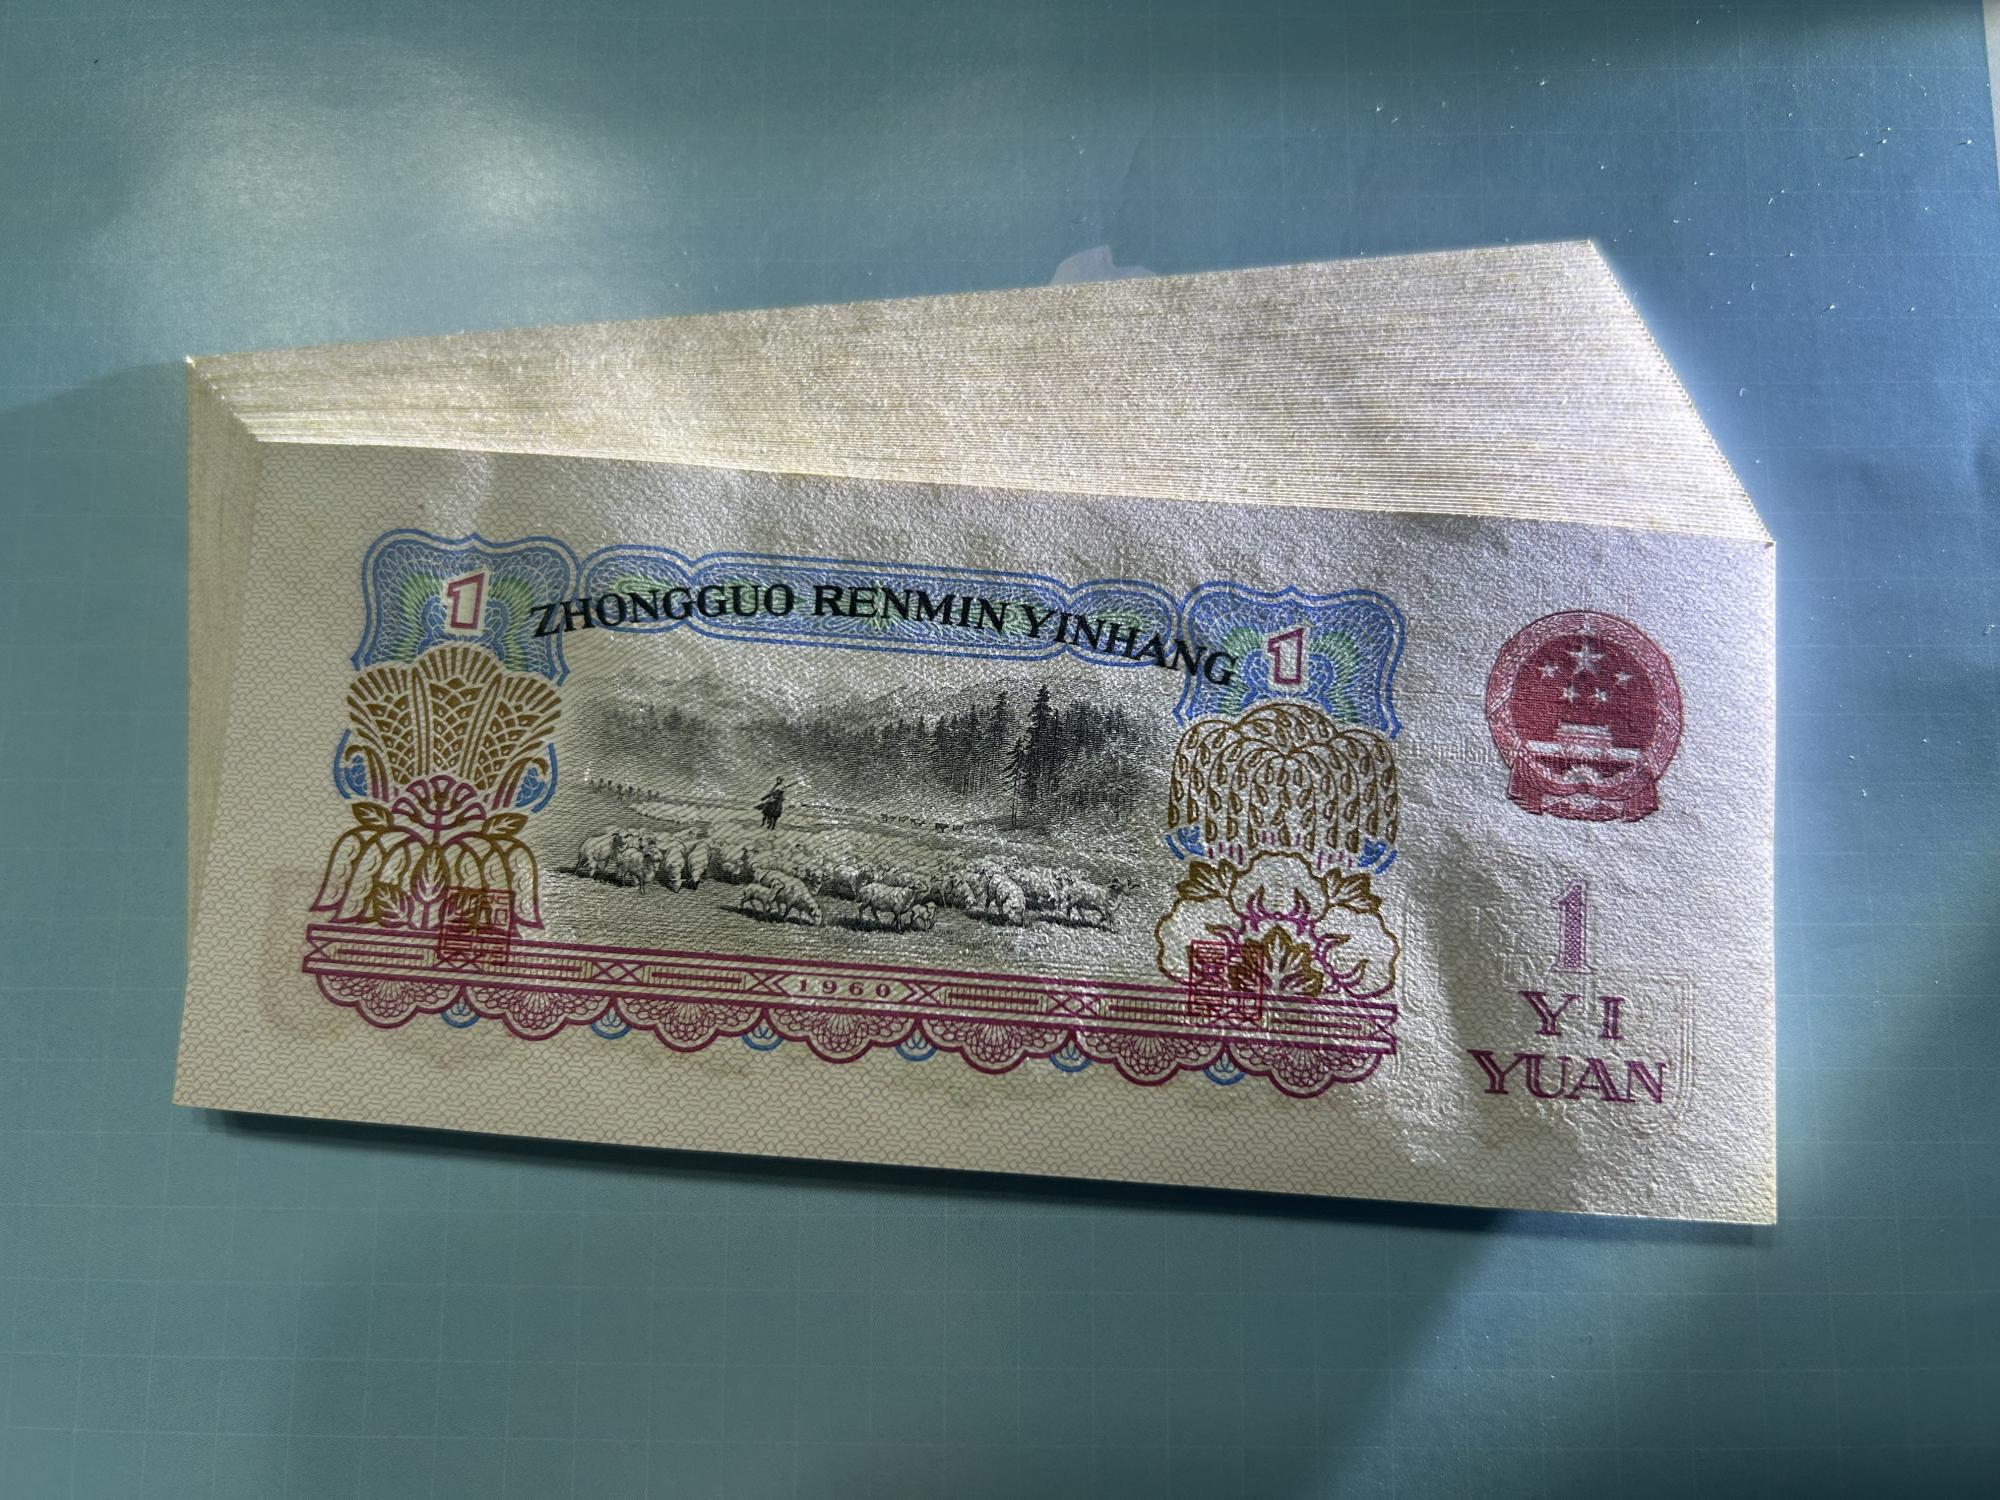 1
ZHONGGUO RENMIN YINHANG
1
1960
1
YI
YUAN